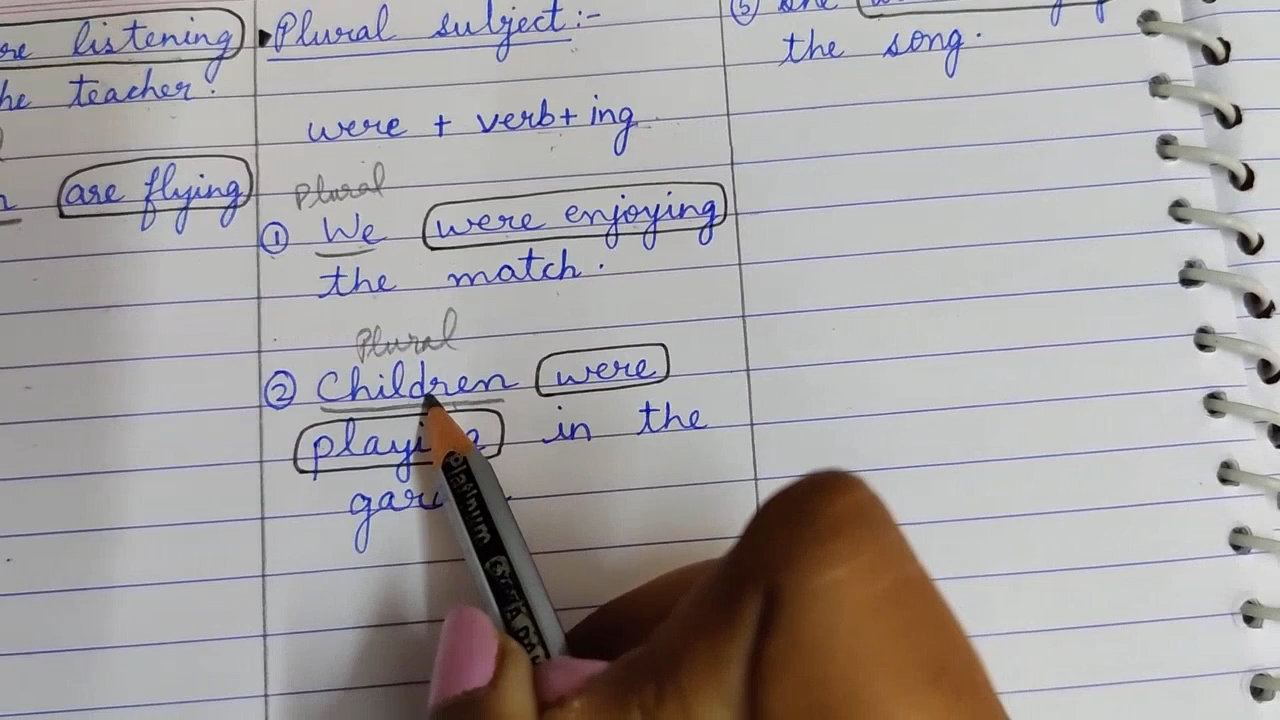 listening
teacher.
are flying
Plural subject:-
were + verb + ing
Plural
① We were enjoying
the match.
Plural
② Children were
in the
the song.
Platinum